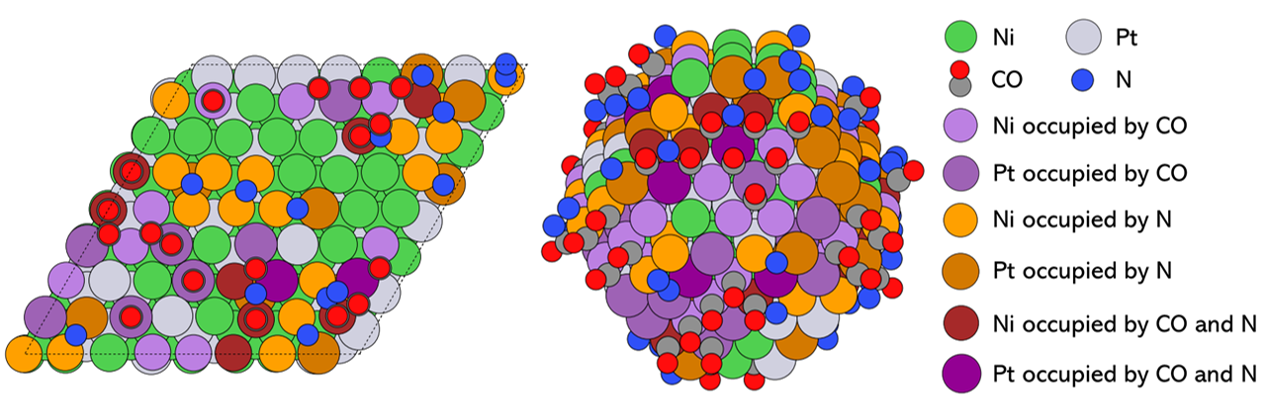 Ni Pt
CO N
Ni occupied by CO
Pt occupied by CO
Ni occupied by N
Pt occupied by N
Ni occupied by CO and N
Pt occupied by CO and N